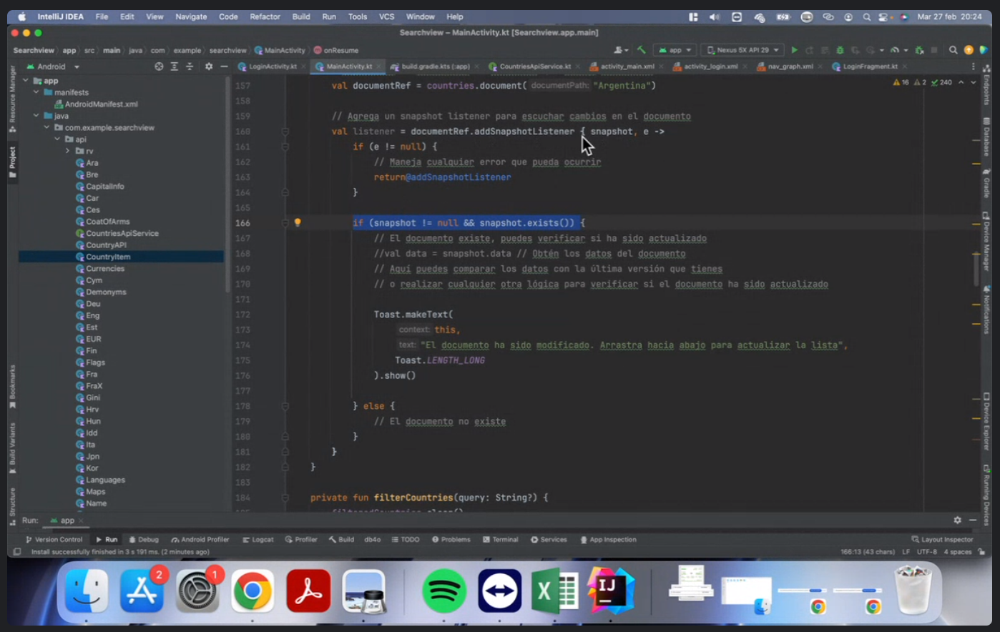 IntelliJ IDEA File Edit View Navigate Code Refactor Build Run Tools VCS Window Help Mar 27 feb 20:24
Searchview – MainActivity.kt [Searchview.app.main]
Searchview app src main java com example searchview MainActivity onResume app Nexus 5X API 29
Android LoginActivity.kt MainActivity.kt build.gradle.kts (:app) CountriesApiService.kt activity_main.xml activity_login.xml nav_graph.xml LoginFragment.kt
Resource Manager
Project
Bookmarks
Build Variants
Structure
app
manifests
AndroidManifest.xml
java
com.example.searchview
api
rv
Ara
Bre
CapitalInfo
Car
Ces
CoatOfArms
CountriesApiService
CountryAPI
CountryItem
Currencies
Cym
Demonyms
Deu
Eng
Est
EUR
Fin
Flags
Fra
FraX
Gini
Hrv
Hun
Idd
Ita
Jpn
Kor
Languages
Maps
Name
16 2 240
157 val documentRef = countries.document( documentPath: "Argentina")
158
159 // Agrega un snapshot listener para escuchar cambios en el documento
160 val listener = documentRef.addSnapshotListener { snapshot, e ->
161 if (e != null) {
162 // Maneja cualquier error que pueda ocurrir
163 return@addSnapshotListener
164 }
165
166 if (snapshot != null && snapshot.exists()) {
167 // El documento existe, puedes verificar si ha sido actualizado
168 //val data = snapshot.data // Obtén los datos del documento
169 // Aquí puedes comparar los datos con la última versión que tienes
170 // o realizar cualquier otra lógica para verificar si el documento ha sido actualizado
171
172 Toast.makeText(
173 context: this,
174 text: "El documento ha sido modificado. Arrastra hacia abajo para actualizar la lista",
175 Toast.LENGTH_LONG
176 ).show()
177
178 } else {
179 // El documento no existe
180 }
181 }
182 }
183
184 private fun filterCountries(query: String?) {
Endpoints
Database
Gradle
Device Manager
Notifications
Device Explorer
Running Devices
Run: app
Version Control Run Debug Android Profiler Logcat Profiler Build db4o TODO Problems Terminal Services App Inspection Layout Inspector
Install successfully finished in 3 s 191 ms. (2 minutes ago) 166:13 (43 chars) LF UTF-8 4 spaces
2
1
X
IJ